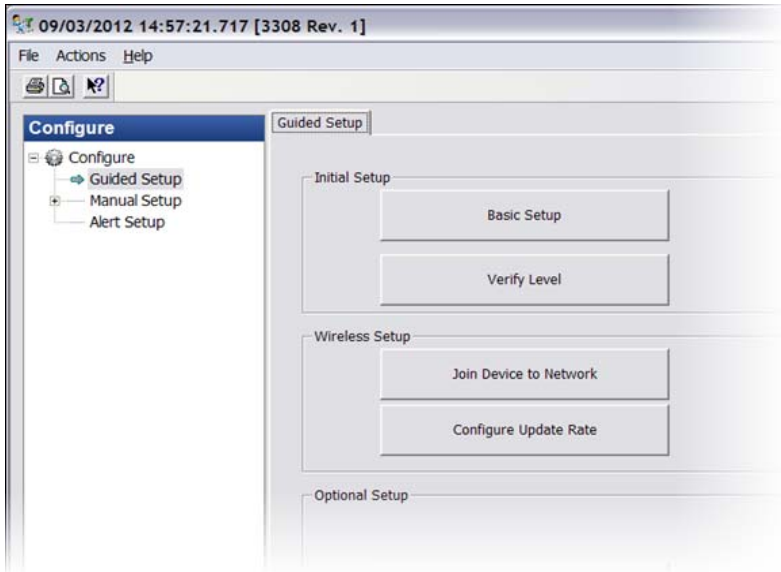 09/03/2012 14:57:21.717 [3308 Rev. 1]
File Actions Help
Configure
Guided Setup
Configure
Guided Setup
Manual Setup
Alert Setup
Initial Setup
Basic Setup
Verify Level
Wireless Setup
Join Device to Network
Configure Update Rate
Optional Setup